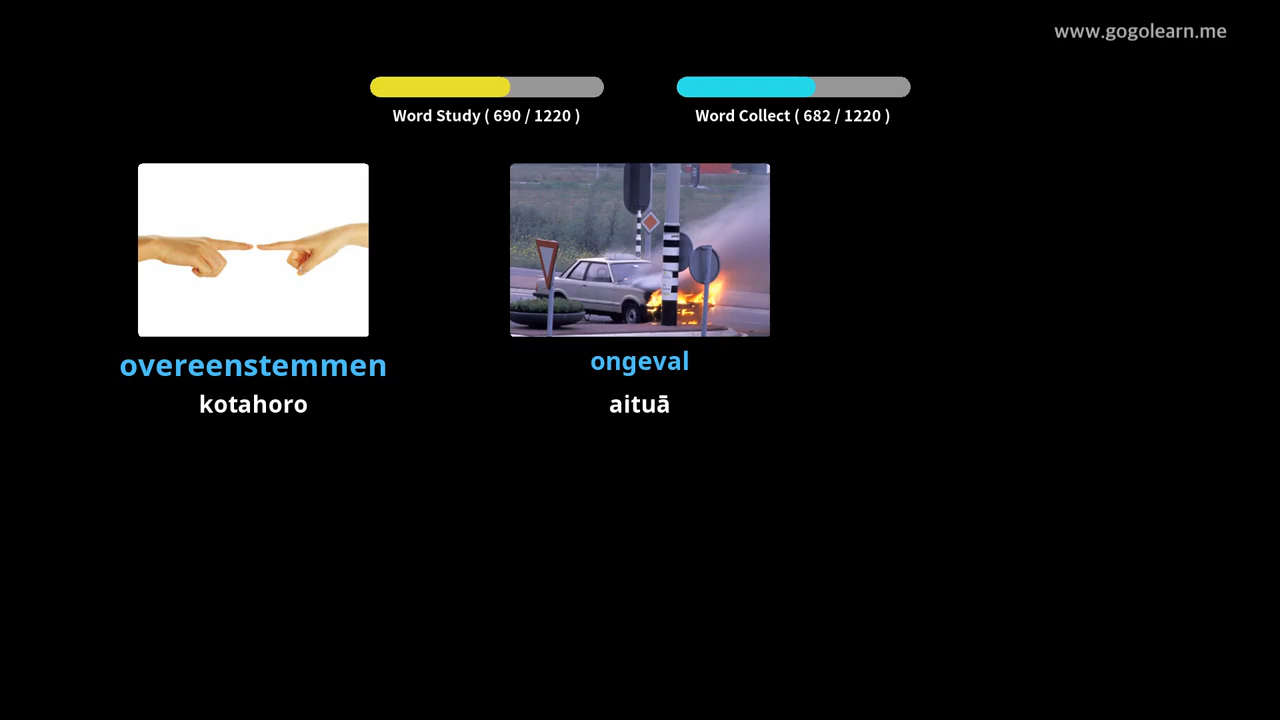 www.gogolearn.me
Word Study ( 690 / 1220 )
Word Collect ( 682 / 1220 )
overeenstemmen
kotahoro
ongeval
aituā